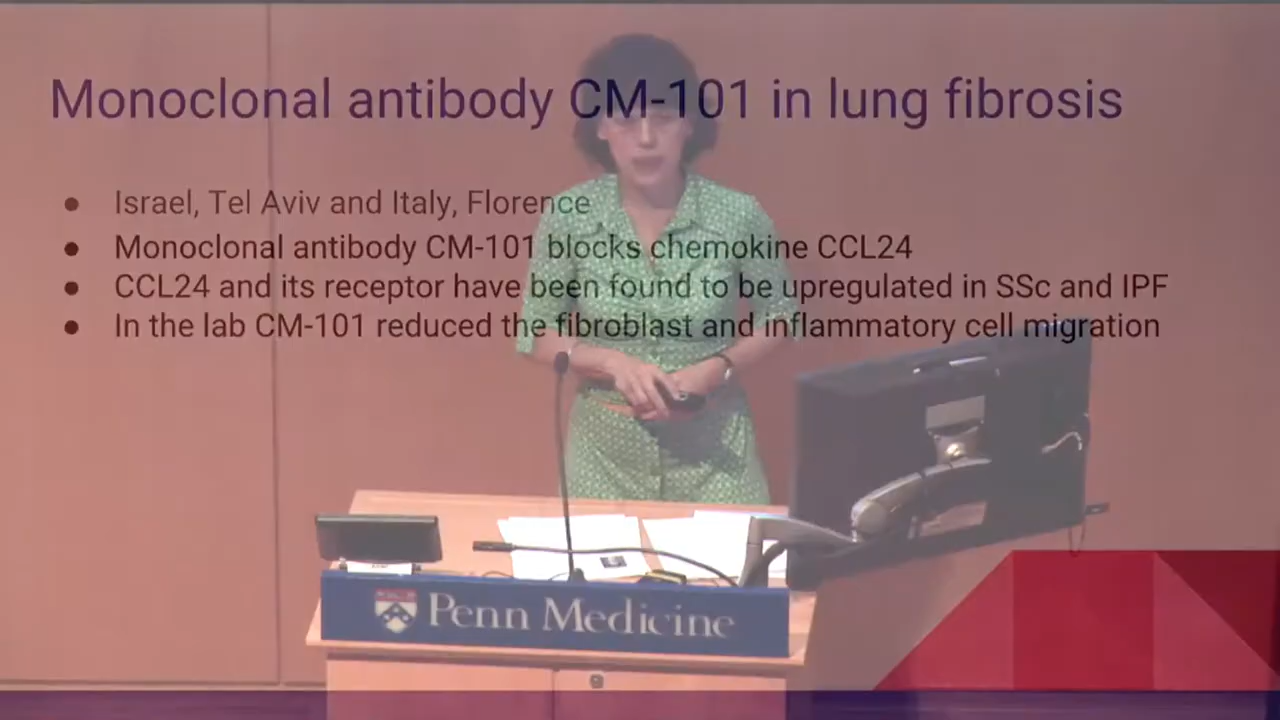 Monoclonal antibody CM-101 in lung fibrosis
● Israel, Tel Aviv and Italy, Florence
● Monoclonal antibody CM-101 blocks chemokine CCL24
● CCL24 and its receptor have been found to be upregulated in SSc and IPF
● In the lab CM-101 reduced the fibroblast and inflammatory cell migration
Penn Medicine